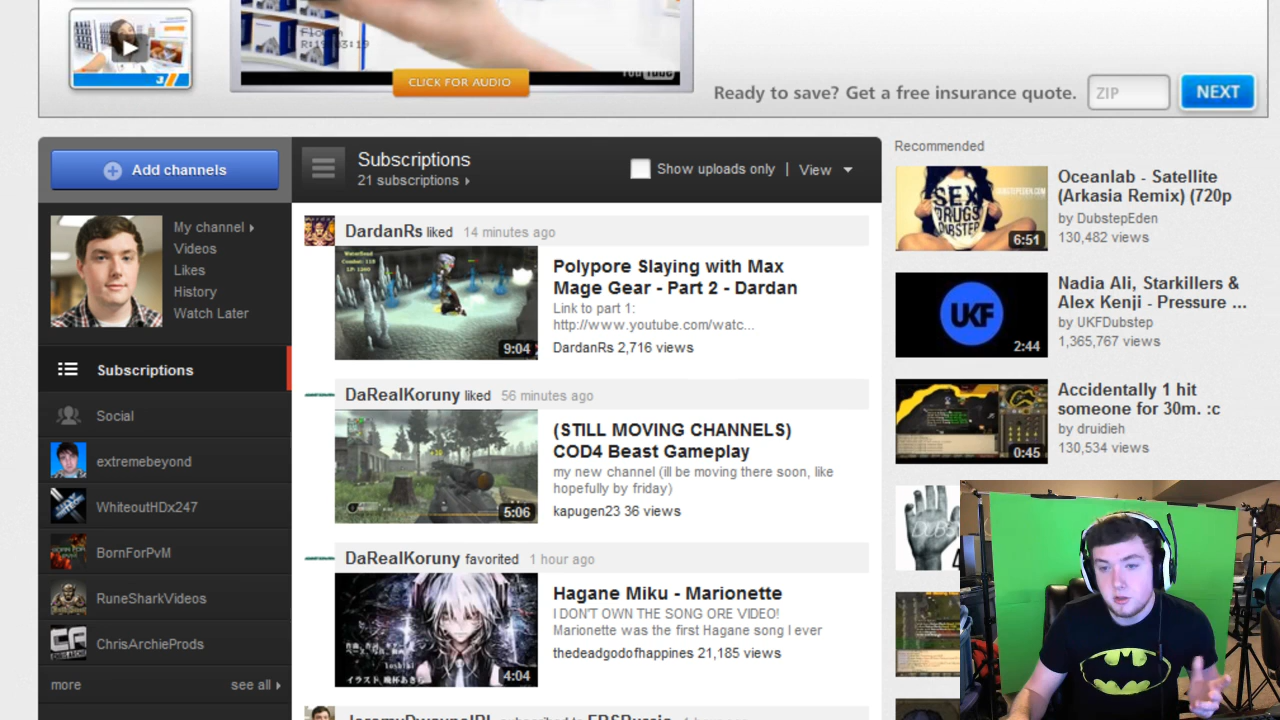 R:19:03:19
YouTube
CLICK FOR AUDIO
Ready to save? Get a free insurance quote.
ZIP
NEXT
Add channels
My channel
Videos
Likes
History
Watch Later
Subscriptions
Social
extremebeyond
WhiteoutHDx247
BornForPvM
RuneSharkVideos
ChrisArchieProds
more
see all
Subscriptions
21 subscriptions
Show uploads only | View
DardanRs liked 14 minutes ago
9:04
Polypore Slaying with Max
Mage Gear - Part 2 - Dardan
Link to part 1:
http://www.youtube.com/watc...
DardanRs 2,716 views
DaRealKoruny liked 56 minutes ago
5:06
(STILL MOVING CHANNELS)
COD4 Beast Gameplay
my new channel (ill be moving there soon, like
hopefully by friday)
kapugen23 36 views
DaRealKoruny favorited 1 hour ago
4:04
Hagane Miku - Marionette
I DON'T OWN THE SONG ORE VIDEO!
Marionette was the first Hagane song I ever
thedeadgodofhappines 21,185 views
Recommended
SEX
DRUGS
DUBSTEP
6:51
Oceanlab - Satellite
(Arkasia Remix) (720p
by DubstepEden
130,482 views
UKF
2:44
Nadia Ali, Starkillers &
Alex Kenji - Pressure ...
by UKFDubstep
1,365,767 views
0:45
Accidentally 1 hit
someone for 30m. :c
by druidieh
130,534 views